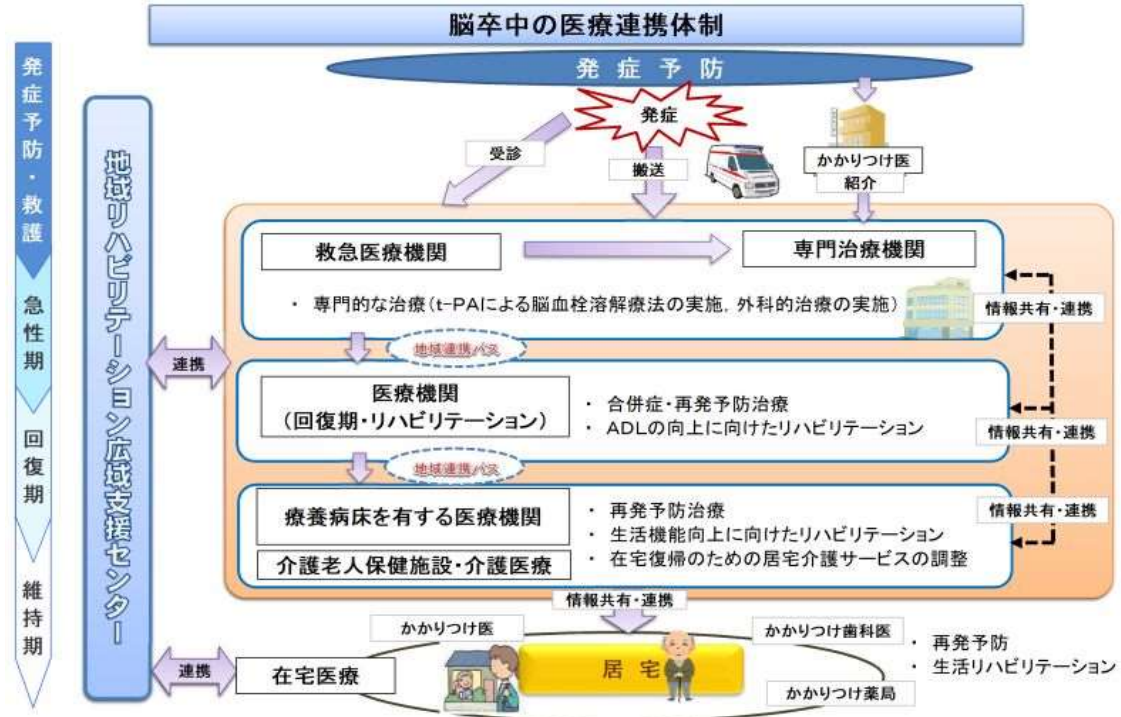 脳卒中の医療連携体制
発症予防
発症予防・救護
急性期
回復期
維持期
地域リハビリテーション広域支援センター
発症
受診
搬送
かかりつけ医
紹介
救急医療機関
専門治療機関
・ 専門的な治療(t-PAによる脳血栓溶解療法の実施，外科的治療の実施)
情報共有・連携
地域連携パス
連携
医療機関
(回復期・リハビリテーション)
・ 合併症・再発予防治療
・ ADLの向上に向けたリハビリテーション
情報共有・連携
地域連携パス
療養病床を有する医療機関
介護老人保健施設・介護医療
・ 再発予防治療
・ 生活機能向上に向けたリハビリテーション
・ 在宅復帰のための居宅介護サービスの調整
情報共有・連携
情報共有・連携
かかりつけ医
かかりつけ歯科医
連携
在宅医療
居宅
かかりつけ薬局
・ 再発予防
・ 生活リハビリテーション